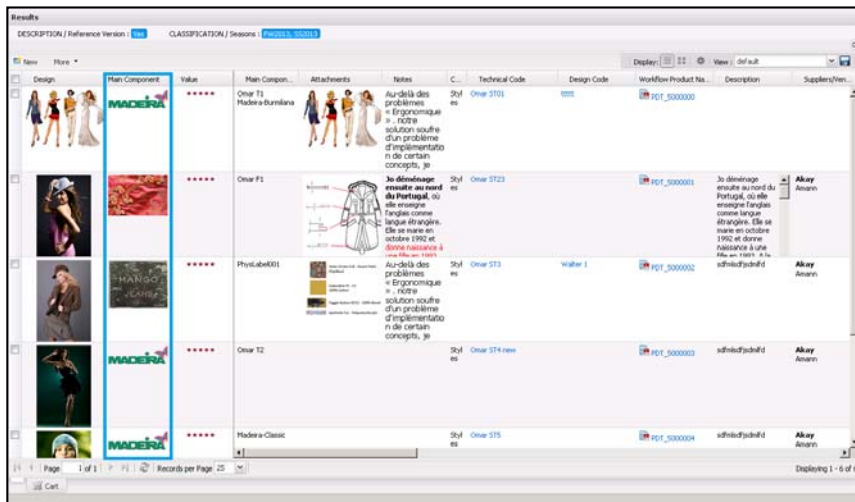 Results
DESCRIPTION / Reference Version : Yes CLASSIFICATION / Seasons : FW2013, SS2013
New More Display: View : default
Design Main Component Value Main Compon... Attachments Notes C... Technical Code Design Code Workflow Product Na... Description Suppliers/Ven...
MADEIRA
*****
Omar T1
Madeira-Burmilana
Au-delà des
problèmes
« Ergonomique
» . notre
solution soufre
d'un problème
d'implémentatio
n de certain
concepts, je
Styl
es
Omar ST01
PDT_5000000
*****
Omar F1
Jo déménage
ensuite au nord
du Portugal, où
elle enseigne
l'anglais comme
langue étrangère.
Elle se marie en
octobre 1992 et
donne naissance à
une fille en 1993.
Styl
es
Omar ST23
PDT_5000001
Jo déménage
ensuite au nord du
Portugal, où elle
enseigne l'anglais
comme langue
étrangère. Elle se
marie en octobre
1992 et donne
naissance à une
Akay
Amann
MANGO
JEANS
*****
PhysLabel001
Au-delà des
problèmes
« Ergonomique
» . notre
solution soufre
d'un problème
d'implémentatio
n de certain
concepts, je
Styl
es
Omar ST3
Walter 1
PDT_5000002
Akay
Amann
MADEIRA
*****
Omar T2
Styl
es
Omar ST4 new
PDT_5000003
Akay
Amann
MADEIRA
*****
Madeira-Classic
Styl
es
Omar ST5
PDT_5000004
Akay
Amann
Page 1 of 1 Records per Page 25 Displaying 1 - 6 of
Cart